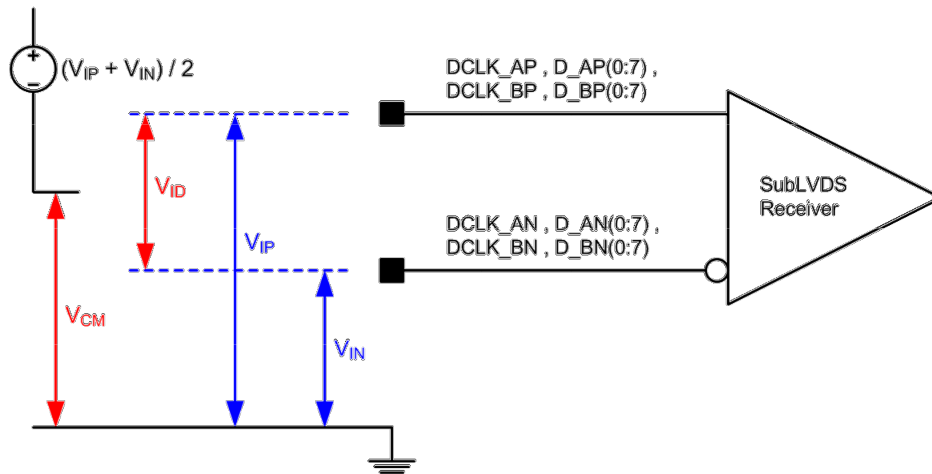 +
(VIP + VIN) / 2
−
DCLK_AP , D_AP(0:7) ,
DCLK_BP , D_BP(0:7)
SubLVDS
Receiver
VID
DCLK_AN , D_AN(0:7) ,
DCLK_BN , D_BN(0:7)
VIP
VCM
VIN